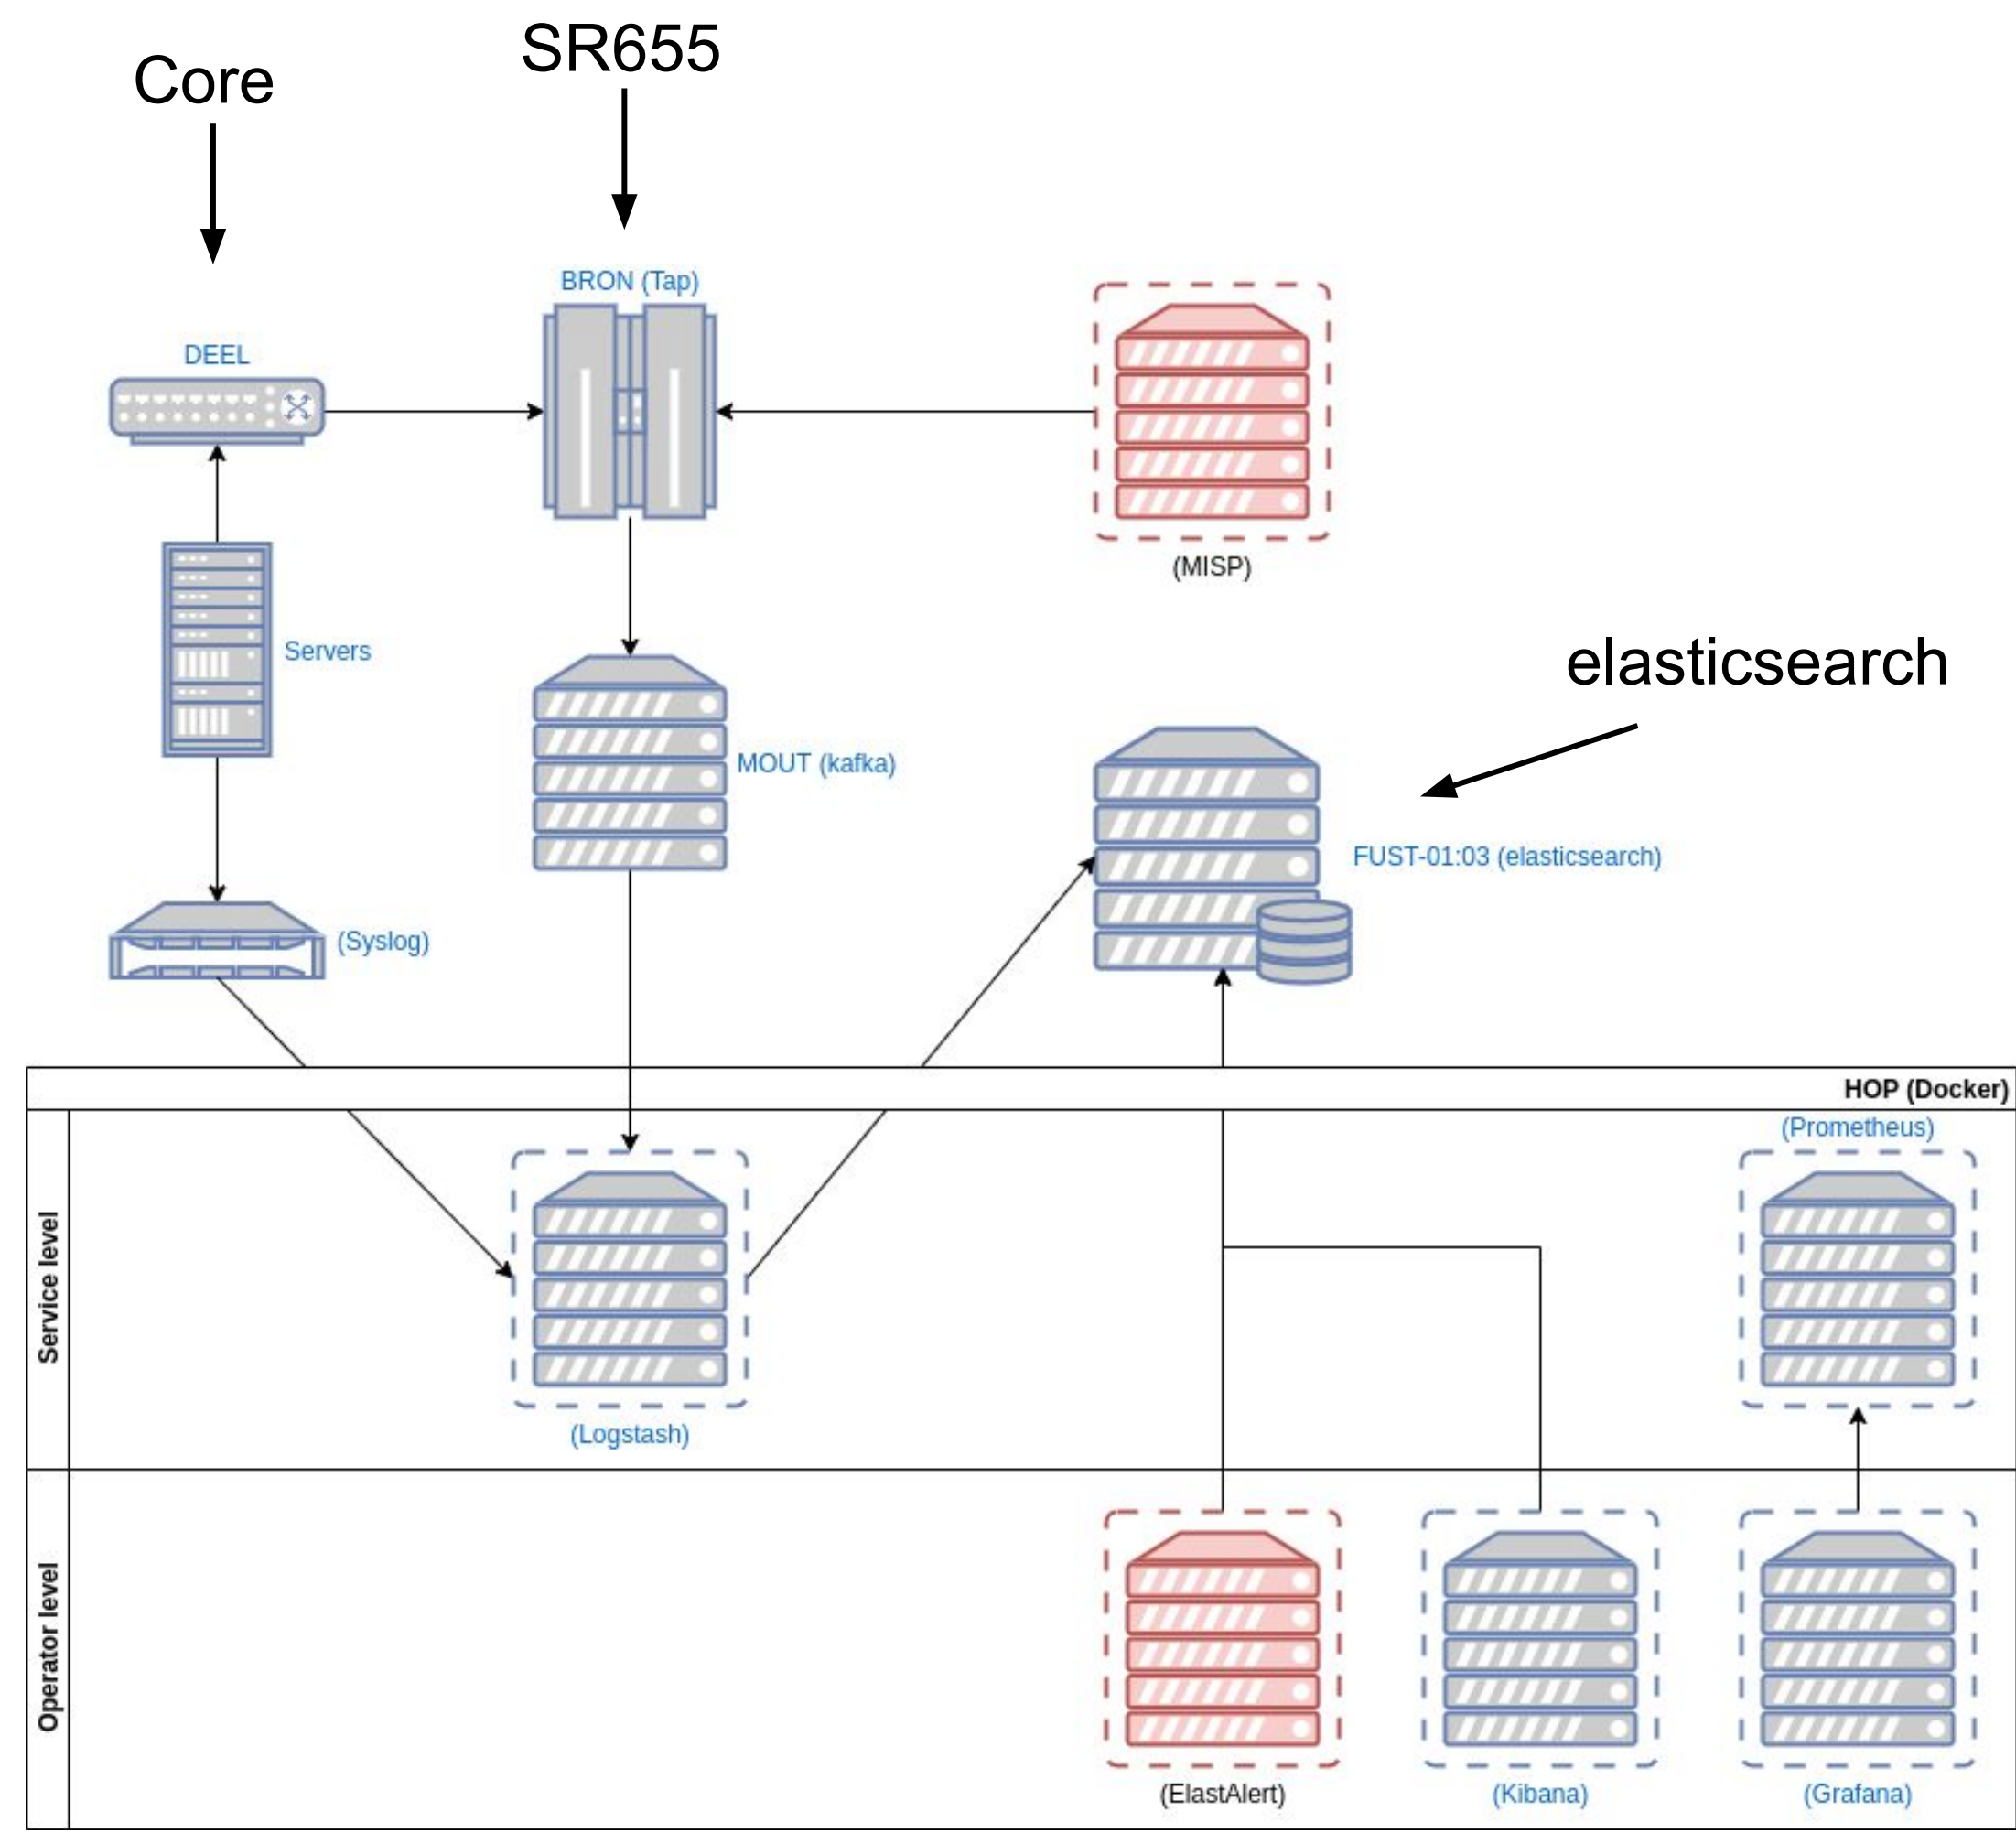 SR655
Core
BRON (Tap)
DEEL
(MISP)
Servers
elasticsearch
MOUT (kafka)
FUST-01:03 (elasticsearch)
(Syslog)
HOP (Docker)
(Prometheus)
Service level
(Logstash)
Operator level
(ElastAlert)
(Kibana)
(Grafana)